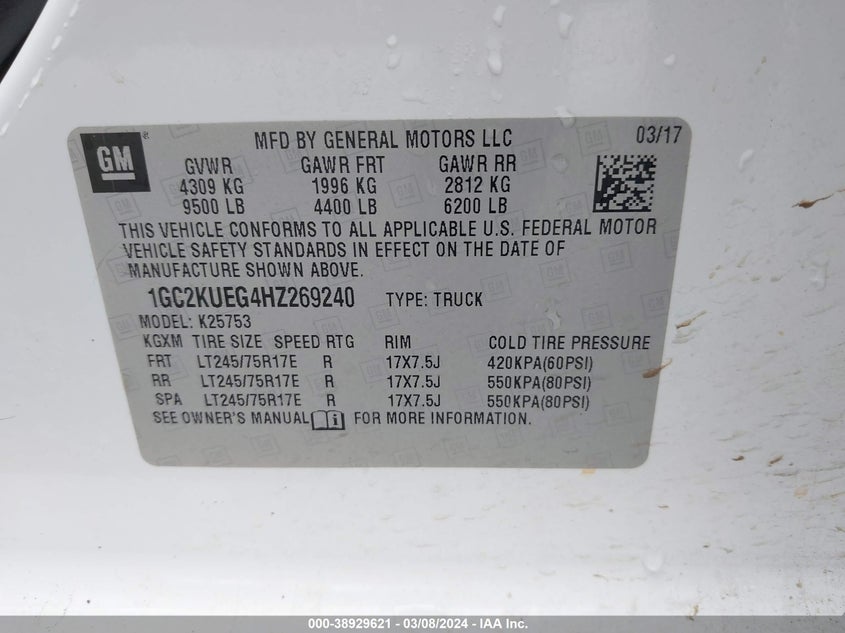 GM
MFD BY GENERAL MOTORS LLC 03/17
GVWR GAWR FRT GAWR RR
4309 KG 1996 KG 2812 KG
9500 LB 4400 LB 6200 LB
THIS VEHICLE CONFORMS TO ALL APPLICABLE U.S. FEDERAL MOTOR
VEHICLE SAFETY STANDARDS IN EFFECT ON THE DATE OF
MANUFACTURE SHOWN ABOVE.
1GC2KUEG4HZ269240 TYPE: TRUCK
MODEL: K25753
KGXM TIRE SIZE SPEED RTG RIM COLD TIRE PRESSURE
FRT LT245/75R17E R 17X7.5J 420KPA(60PSI)
RR LT245/75R17E R 17X7.5J 550KPA(80PSI)
SPA LT245/75R17E R 17X7.5J 550KPA(80PSI)
SEE OWNER'S MANUAL i FOR MORE INFORMATION.
000-38929621 - 03/08/2024 - IAA Inc.